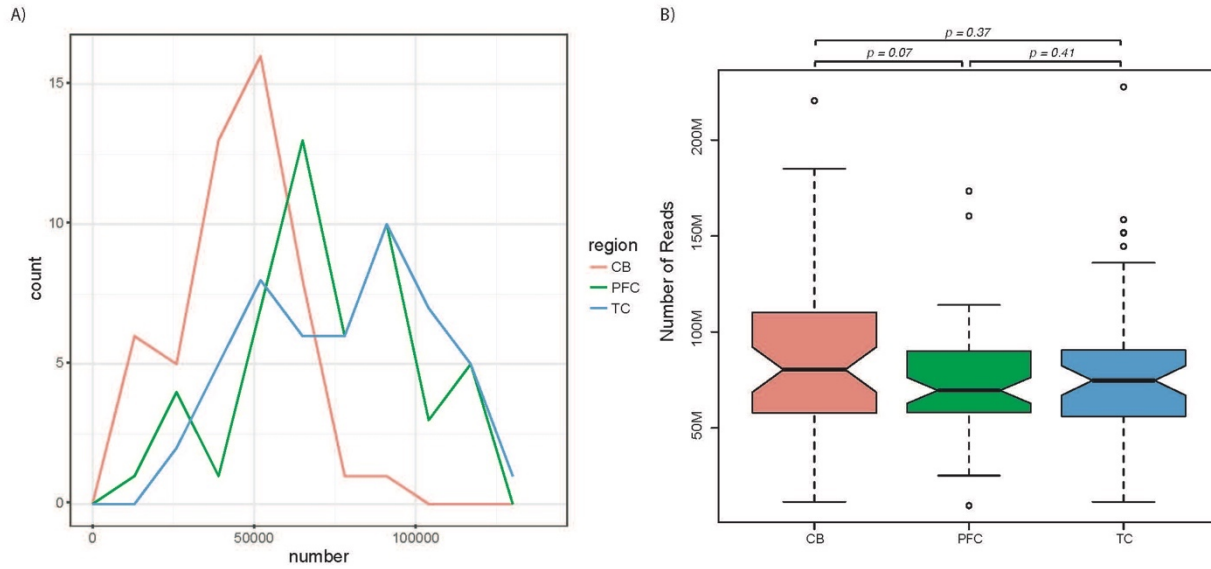 A)
15
10
5
0
count
0
50000
100000
number
region
CB
PFC
TC
B)
p = 0.37
p = 0.07
p = 0.41
200M
150M
100M
50M
Number of Reads
CB
PFC
TC